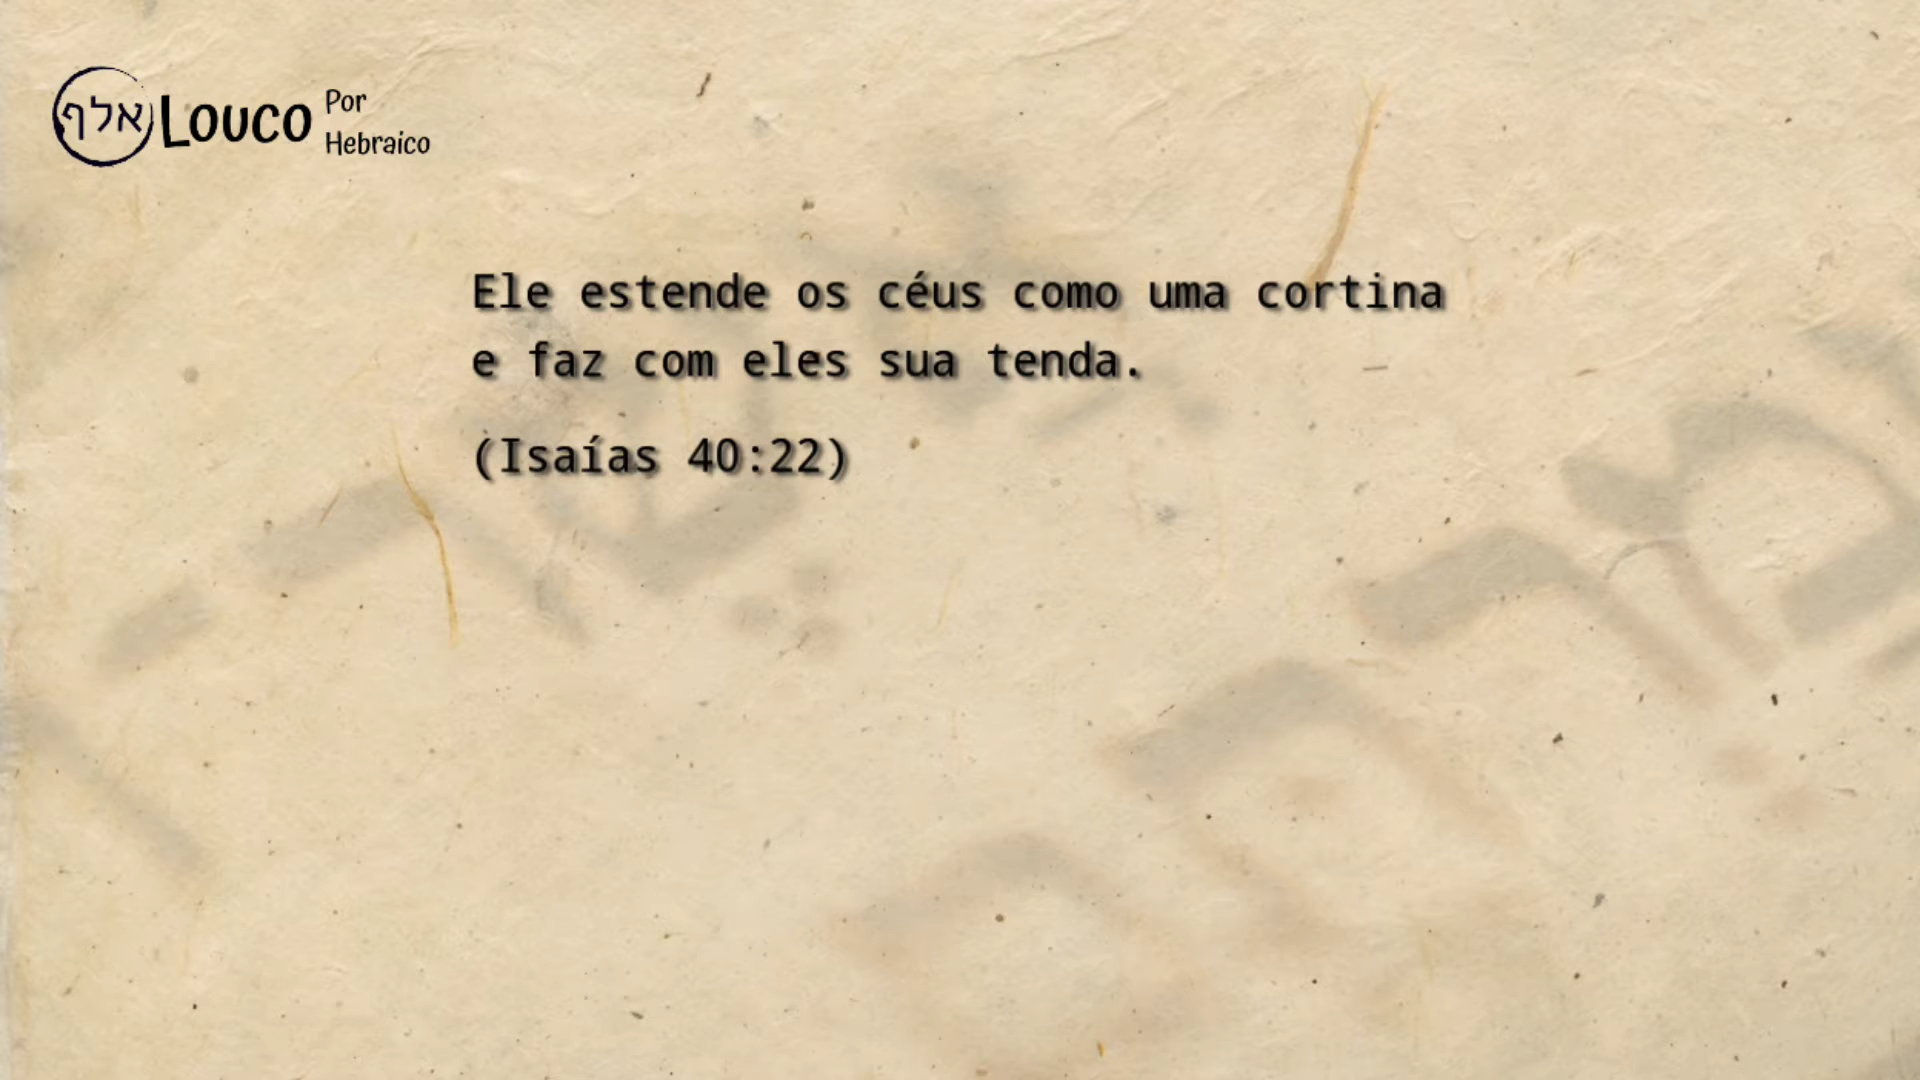 אלף Louco Por
Hebraico
Ele estende os céus como uma cortina
e faz com eles sua tenda.
(Isaías 40:22)